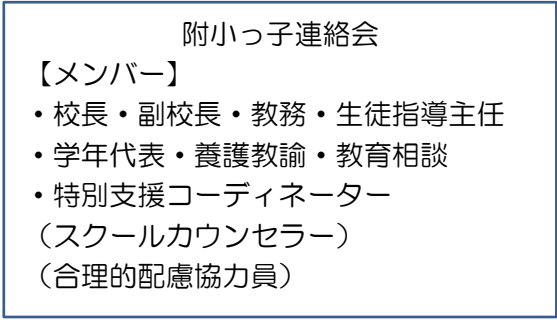 附小っ子連絡会
【メンバー】
・校長・副校長・教務・生徒指導主任
・学年代表・養護教諭・教育相談
・特別支援コーディネーター
（スクールカウンセラー）
（合理的配慮協力員）